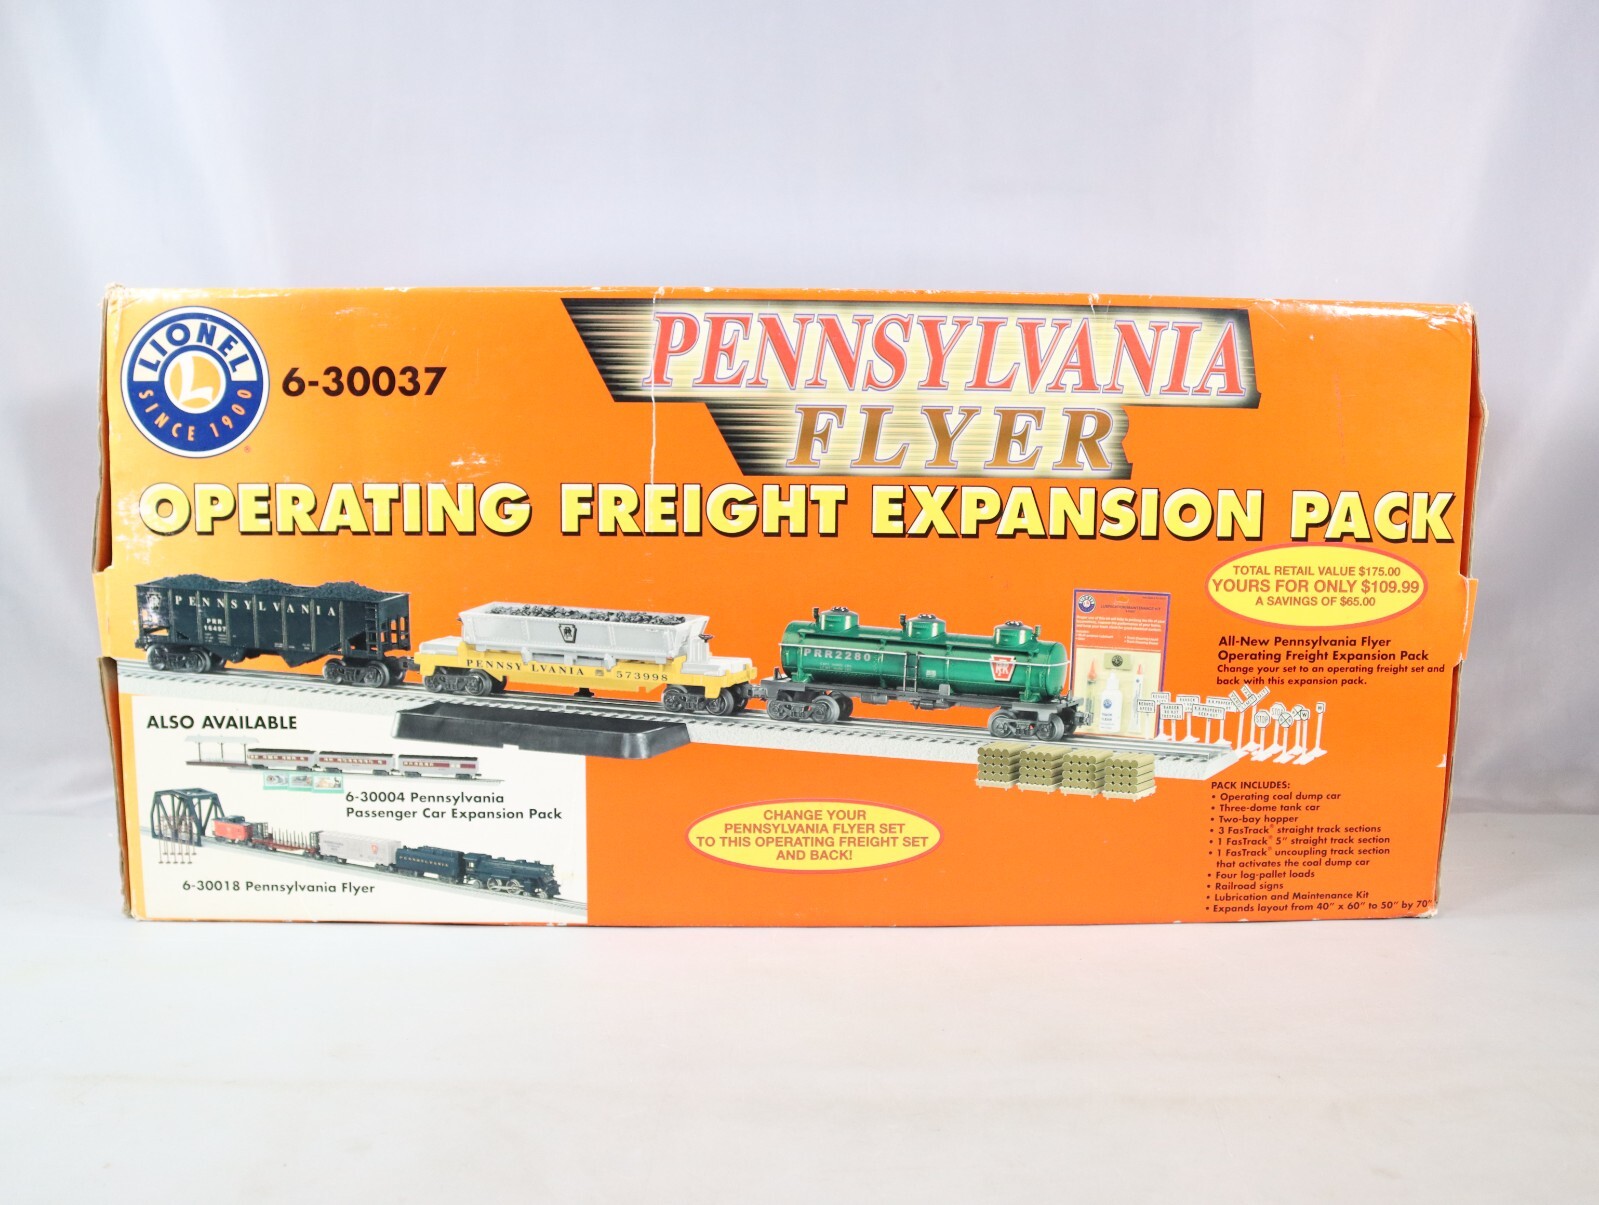 LIONEL
L
SINCE 1900
®
6-30037
PENNSYLVANIA
FLYER
OPERATING FREIGHT EXPANSION PACK
TOTAL RETAIL VALUE $175.00
YOURS FOR ONLY $109.99
A SAVINGS OF $65.00
All-New Pennsylvania Flyer
Operating Freight Expansion Pack
Change your set to an operating freight set and
back with this expansion pack.
PENNSYLVANIA
PRR
PENNSYLVANIA 573998
PRR2280
ALSO AVAILABLE
6-30004 Pennsylvania
Passenger Car Expansion Pack
6-30018 Pennsylvania Flyer
CHANGE YOUR
PENNSYLVANIA FLYER SET
TO THIS OPERATING FREIGHT SET
AND BACK!
PACK INCLUDES:
• Operating coal dump car
• Three-dome tank car
• Two-bay hopper
• 3 FasTrack® straight track sections
• 1 FasTrack® 5" straight track section
• 1 FasTrack® uncoupling track section
that activates the coal dump car
• Four log-pallet loads
• Railroad signs
• Lubrication and Maintenance Kit
• Expands layout from 40" x 60" to 50" by 70"